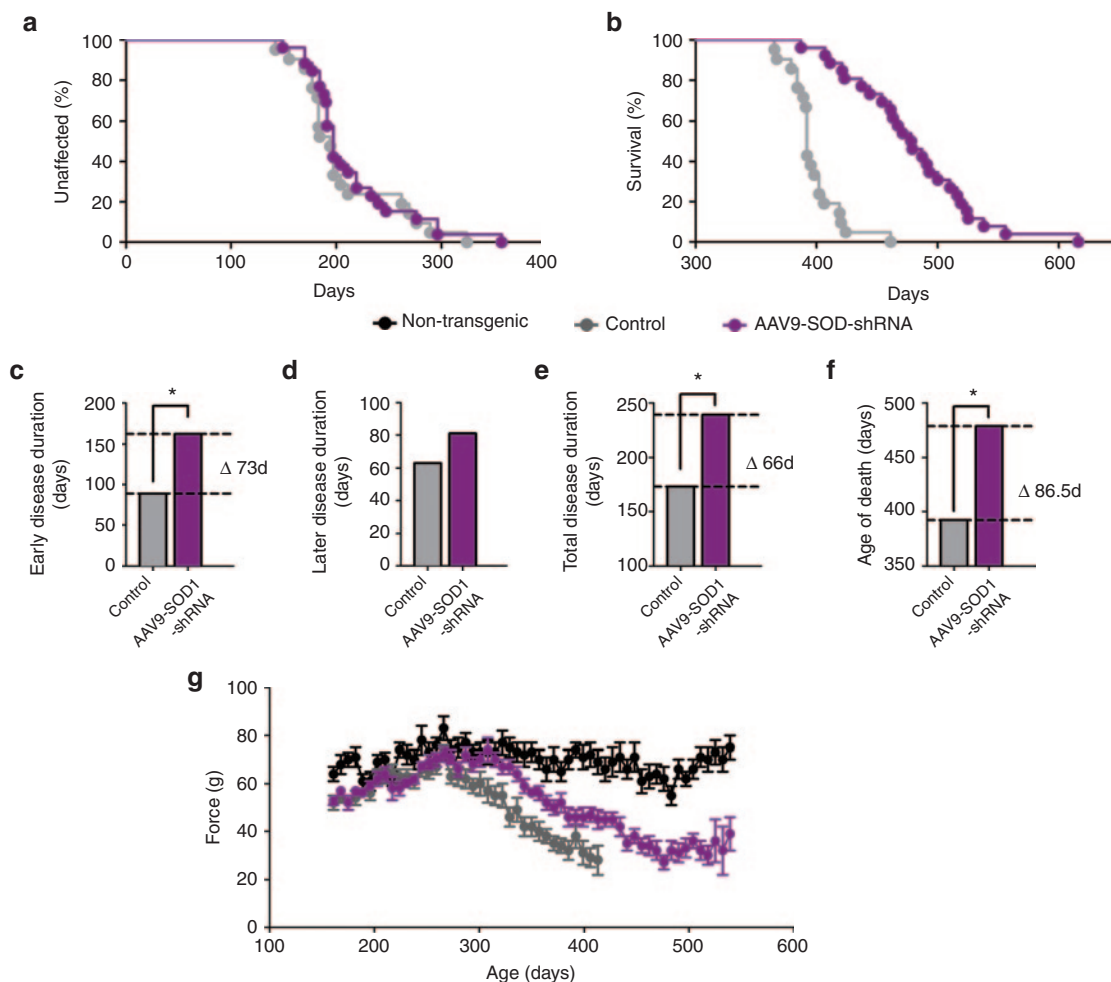 a
100
80
60
40
20
0
Unaffected (%)
0 100 200 300 400
Days
b
100
80
60
40
20
0
Survival (%)
300 400 500 600
Days
Non-transgenic Control AAV9-SOD-shRNA
c
200
150
100
50
0
Early disease duration
(days)
*
Δ 73d
Control
AAV9-SOD1
-shRNA
d
100
80
60
40
20
0
Later disease duration
(days)
Control
AAV9-SOD1
-shRNA
e
250
200
150
100
Total disease duration
(days)
*
Δ 66d
Control
AAV9-SOD1
-shRNA
f
500
450
400
350
Age of death (days)
*
Δ 86.5d
Control
AAV9-SOD1
-shRNA
g
100
80
60
40
20
0
Force (g)
100 200 300 400 500 600
Age (days)